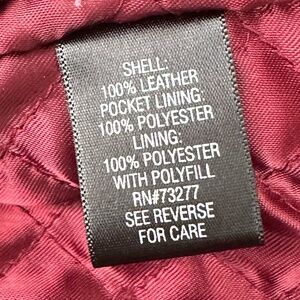 SHELL:
100% LEATHER
POCKET LINING:
100% POLYESTER
LINING:
100% POLYESTER
WITH POLYFILL
RN#73277
SEE REVERSE
FOR CARE